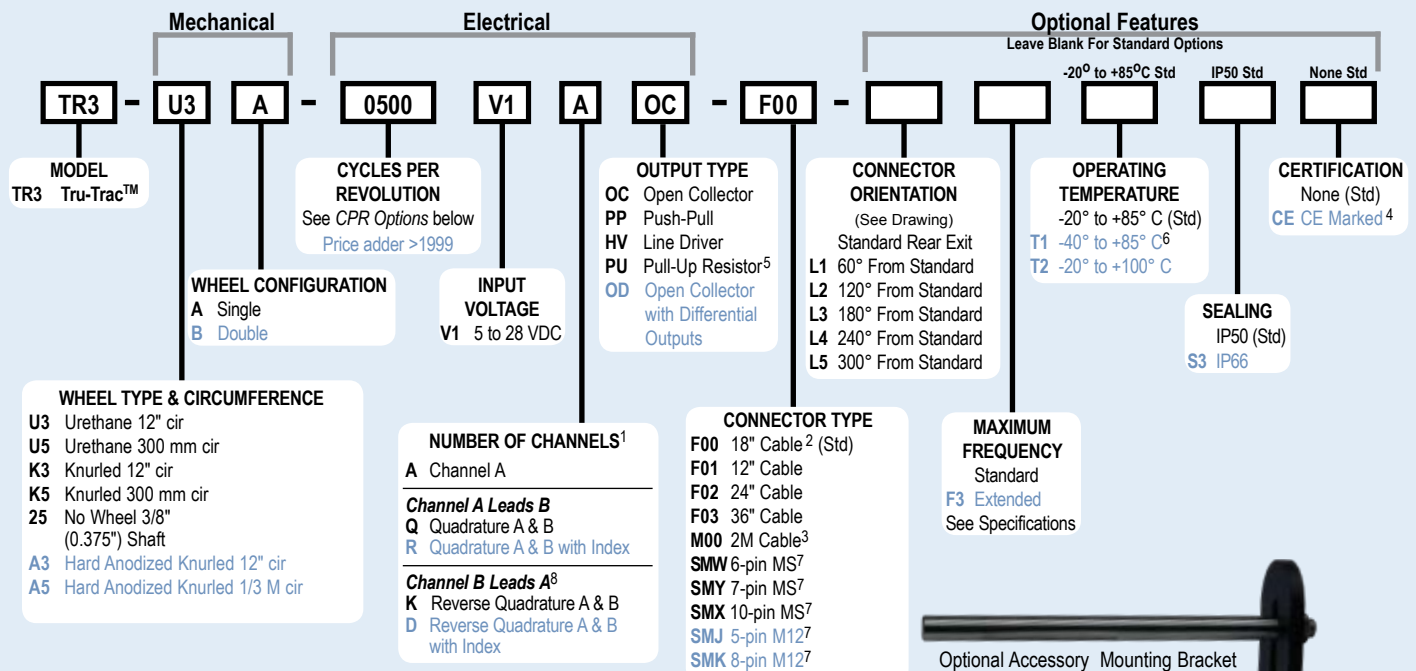 Mechanical
Electrical
Optional Features
Leave Blank For Standard Options
-20⁰ to +85⁰C Std
IP50 Std
None Std
TR3 - U3 A - 0500 V1 A OC - F00 -
MODEL
TR3 Tru-Trac™
WHEEL CONFIGURATION
A Single
B Double
WHEEL TYPE & CIRCUMFERENCE
U3 Urethane 12" cir
U5 Urethane 300 mm cir
K3 Knurled 12" cir
K5 Knurled 300 mm cir
25 No Wheel 3/8"
(0.375") Shaft
A3 Hard Anodized Knurled 12" cir
A5 Hard Anodized Knurled 1/3 M cir
CYCLES PER
REVOLUTION
See CPR Options below
Price adder >1999
INPUT
VOLTAGE
V1 5 to 28 VDC
NUMBER OF CHANNELS¹
A Channel A
Channel A Leads B
Q Quadrature A & B
R Quadrature A & B with Index
Channel B Leads A⁸
K Reverse Quadrature A & B
D Reverse Quadrature A & B
with Index
OUTPUT TYPE
OC Open Collector
PP Push-Pull
HV Line Driver
PU Pull-Up Resistor⁵
OD Open Collector
with Differential
Outputs
CONNECTOR TYPE
F00 18" Cable² (Std)
F01 12" Cable
F02 24" Cable
F03 36" Cable
M00 2M Cable³
SMW 6-pin MS⁷
SMY 7-pin MS⁷
SMX 10-pin MS⁷
SMJ 5-pin M12⁷
SMK 8-pin M12⁷
CONNECTOR
ORIENTATION
(See Drawing)
Standard Rear Exit
L1 60° From Standard
L2 120° From Standard
L3 180° From Standard
L4 240° From Standard
L5 300° From Standard
MAXIMUM
FREQUENCY
Standard
F3 Extended
See Specifications
OPERATING
TEMPERATURE
-20° to +85° C (Std)
T1 -40° to +85° C⁶
T2 -20° to +100° C
SEALING
IP50 (Std)
S3 IP66
CERTIFICATION
None (Std)
CE CE Marked⁴
Optional Accessory Mounting Bracket